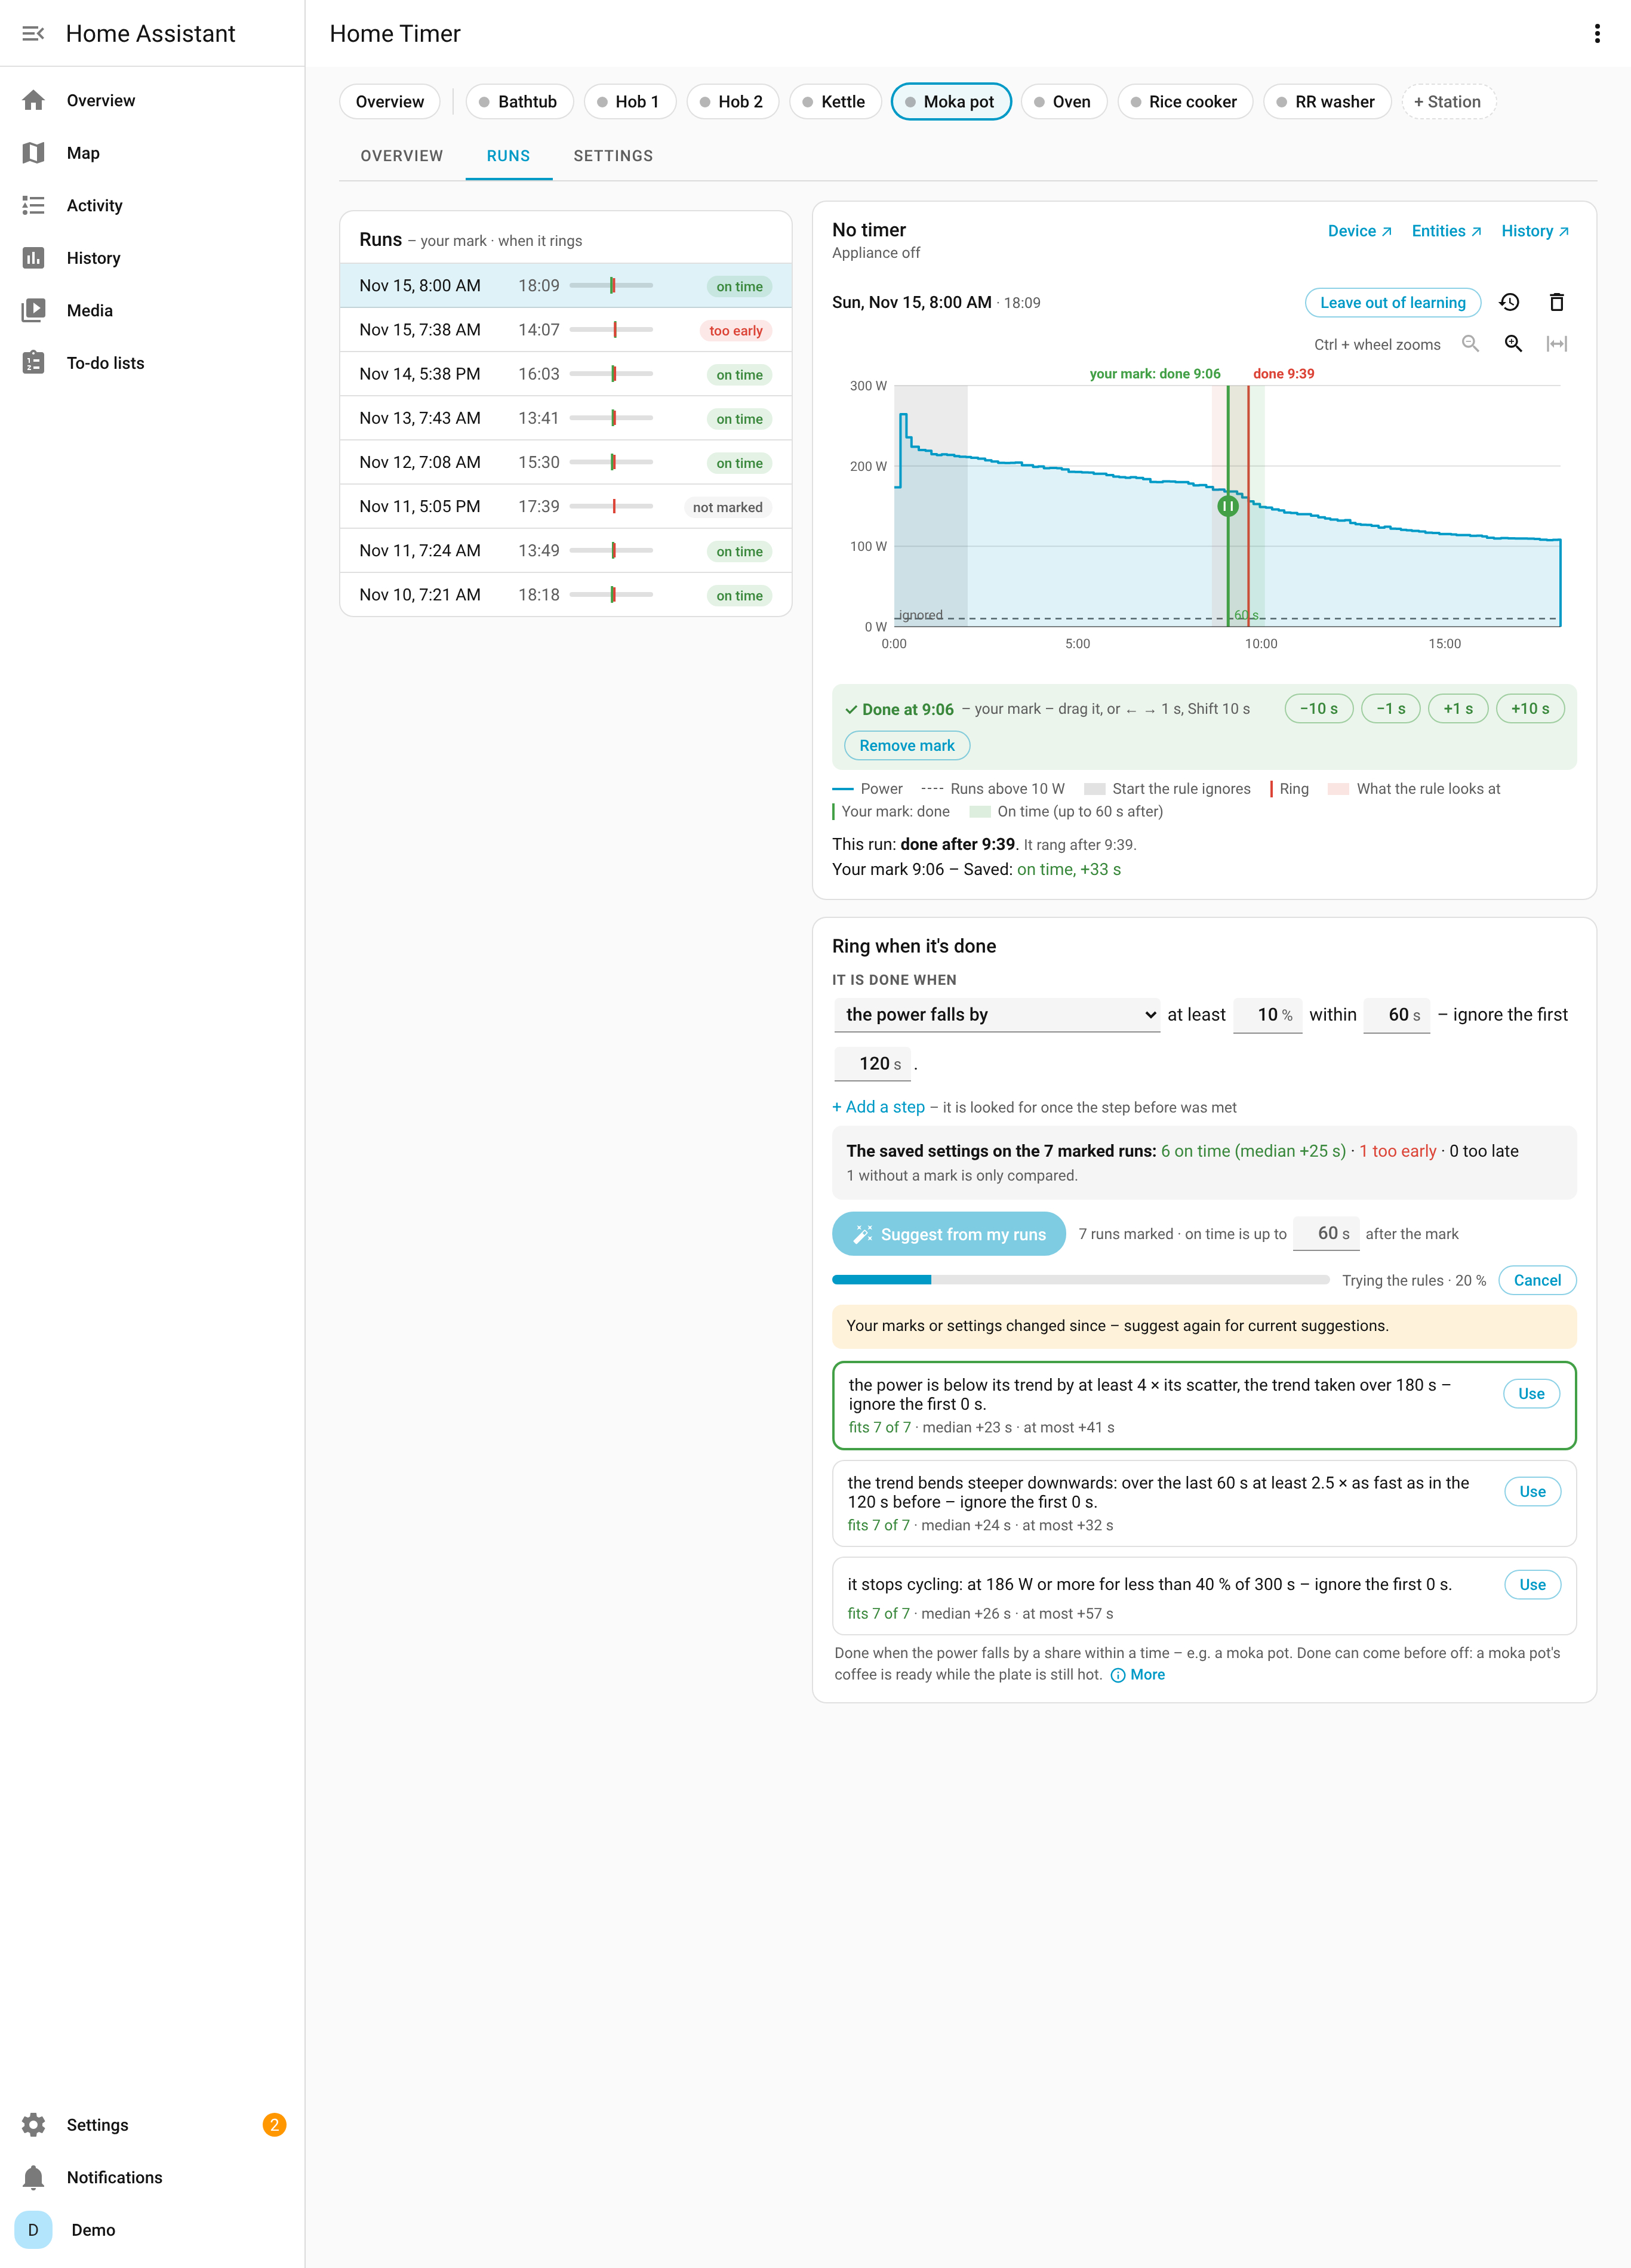 Home Assistant
Home Timer
Overview
Map
Activity
History
Media
To-do lists
Settings 2
Notifications
D Demo
Overview Bathtub Hob 1 Hob 2 Kettle Moka pot Oven Rice cooker RR washer + Station
OVERVIEW RUNS SETTINGS
Runs – your mark · when it rings
Nov 15, 8:00 AM 18:09 on time
Nov 15, 7:38 AM 14:07 too early
Nov 14, 5:38 PM 16:03 on time
Nov 13, 7:43 AM 13:41 on time
Nov 12, 7:08 AM 15:30 on time
Nov 11, 5:05 PM 17:39 not marked
Nov 11, 7:24 AM 13:49 on time
Nov 10, 7:21 AM 18:18 on time
No timer Device Entities History
Appliance off
Sun, Nov 15, 8:00 AM · 18:09 Leave out of learning
Ctrl + wheel zooms
your mark: done 9:06 done 9:39
300 W
200 W
100 W
ignored 60 s
0 W
0:00 5:00 10:00 15:00
Done at 9:06 – your mark – drag it, or ← → 1 s, Shift 10 s −10 s −1 s +1 s +10 s
Remove mark
Power Runs above 10 W Start the rule ignores Ring What the rule looks at
Your mark: done On time (up to 60 s after)
This run: done after 9:39. It rang after 9:39.
Your mark 9:06 – Saved: on time, +33 s
Ring when it's done
IT IS DONE WHEN
the power falls by at least 10 % within 60 s – ignore the first
120 s .
+ Add a step – it is looked for once the step before was met
The saved settings on the 7 marked runs: 6 on time (median +25 s) · 1 too early · 0 too late
1 without a mark is only compared.
Suggest from my runs 7 runs marked · on time is up to 60 s after the mark
Trying the rules · 20 % Cancel
Your marks or settings changed since – suggest again for current suggestions.
the power is below its trend by at least 4 × its scatter, the trend taken over 180 s –
ignore the first 0 s.
Use
fits 7 of 7 · median +23 s · at most +41 s
the trend bends steeper downwards: over the last 60 s at least 2.5 × as fast as in the
120 s before – ignore the first 0 s.
Use
fits 7 of 7 · median +24 s · at most +32 s
it stops cycling: at 186 W or more for less than 40 % of 300 s – ignore the first 0 s.
Use
fits 7 of 7 · median +26 s · at most +57 s
Done when the power falls by a share within a time – e.g. a moka pot. Done can come before off: a moka pot's
coffee is ready while the plate is still hot. More